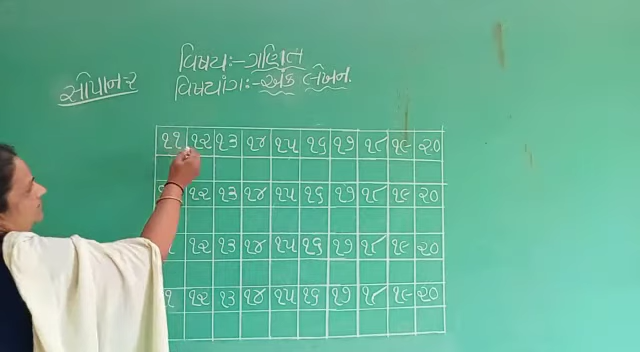 વિષય:- ગણિત
સોપાન-૨
વિષયાંગ:- અંક લેખન.
૧૧ ૧૨ ૧૩ ૧૪ ૧૫ ૧૬ ૧૭ ૧૮ ૧૯ ૨૦
૧૨ ૧૩ ૧૪ ૧૫ ૧૬ ૧૭ ૧૮ ૧૯ ૨૦
૧૨ ૧૩ ૧૪ ૧૫ ૧૬ ૧૭ ૧૮ ૧૯ ૨૦
૧ ૧૨ ૧૩ ૧૪ ૧૫ ૧૬ ૧૭ ૧૮ ૧૯ ૨૦